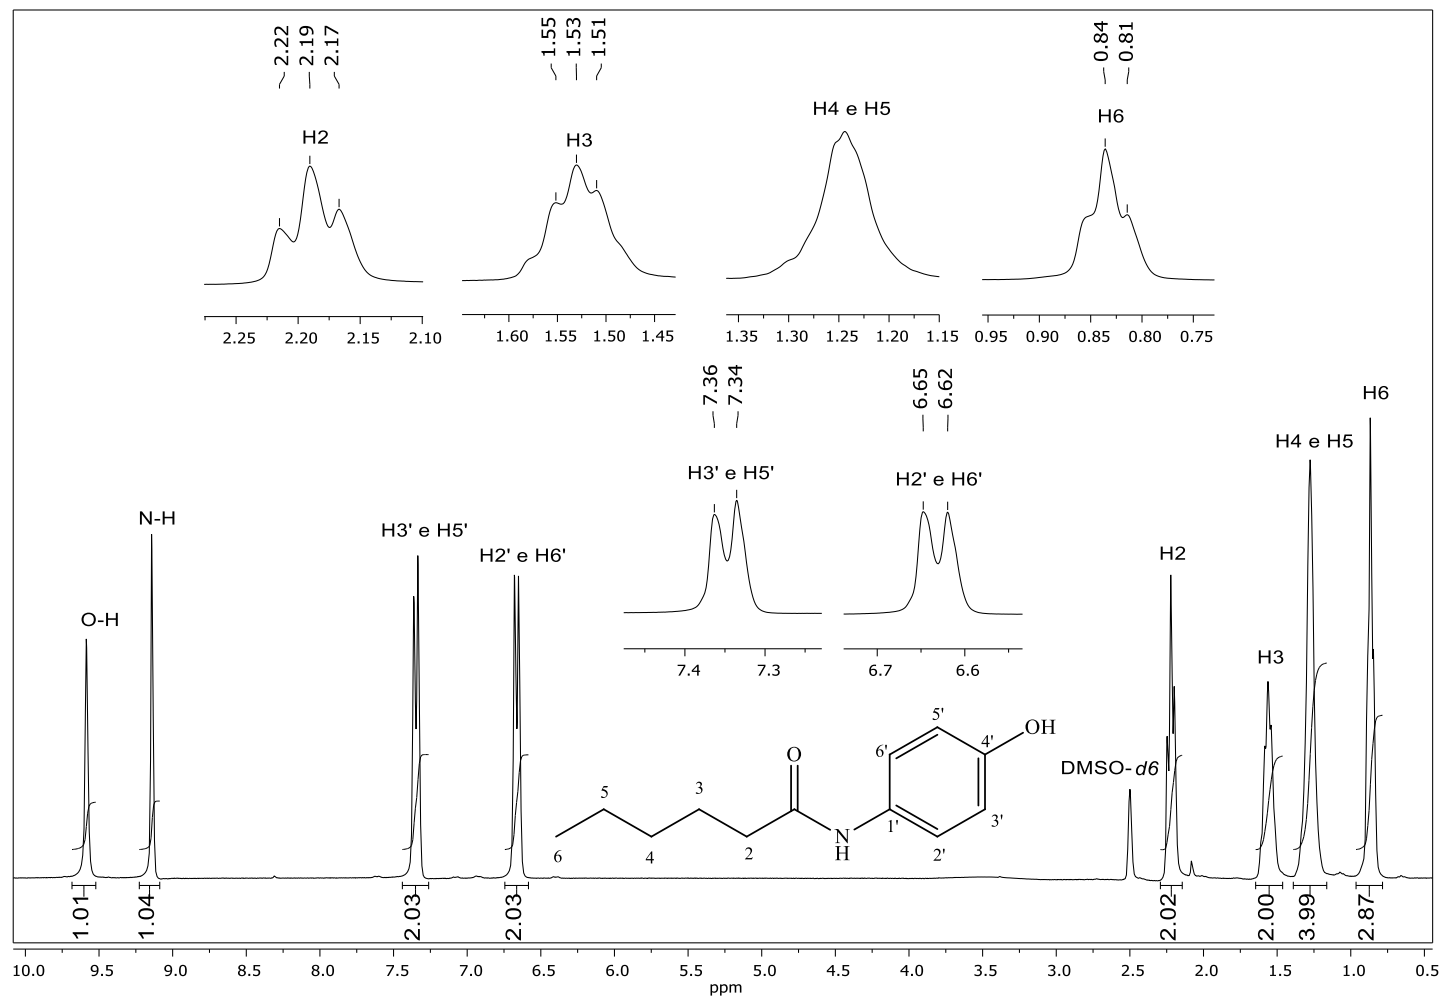 2.22 2.19 2.17
1.55 1.53 1.51
0.84 0.81
H2
H3
H4 e H5
H6
2.25 2.20 2.15 2.10
1.60 1.55 1.50 1.45
1.35 1.30 1.25 1.20 1.15
0.95 0.90 0.85 0.80 0.75
7.36 7.34
6.65 6.62
H3' e H5'
H2' e H6'
7.4 7.3
6.7 6.6
O-H
N-H
H3' e H5'
H2' e H6'
DMSO-d6
H2
H3
H4 e H5
H6
O
OH
N
H
5'
4'
6'
3'
1'
2'
5
3
6
4
2
1.01 1.04 2.03 2.03 2.02 2.00 3.99 2.87
10.0 9.5 9.0 8.5 8.0 7.5 7.0 6.5 6.0 5.5 5.0 4.5 4.0 3.5 3.0 2.5 2.0 1.5 1.0 0.5
ppm